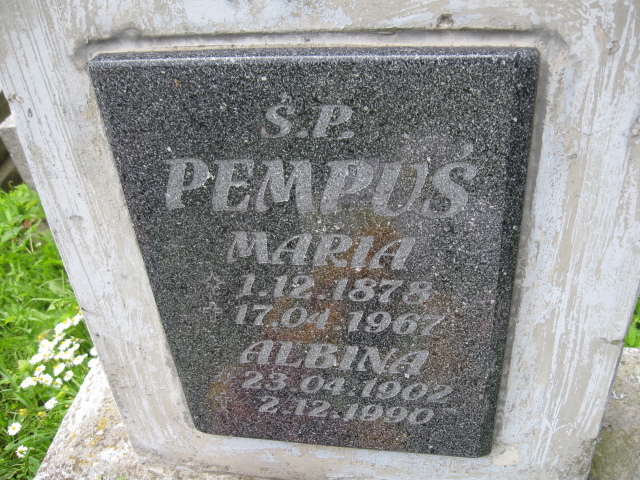 Ś.P.
PEMPUŚ
MARIA
* 1.12.1878
† 17.04.1967
ALBINA
23.04.1902
2.12.1990